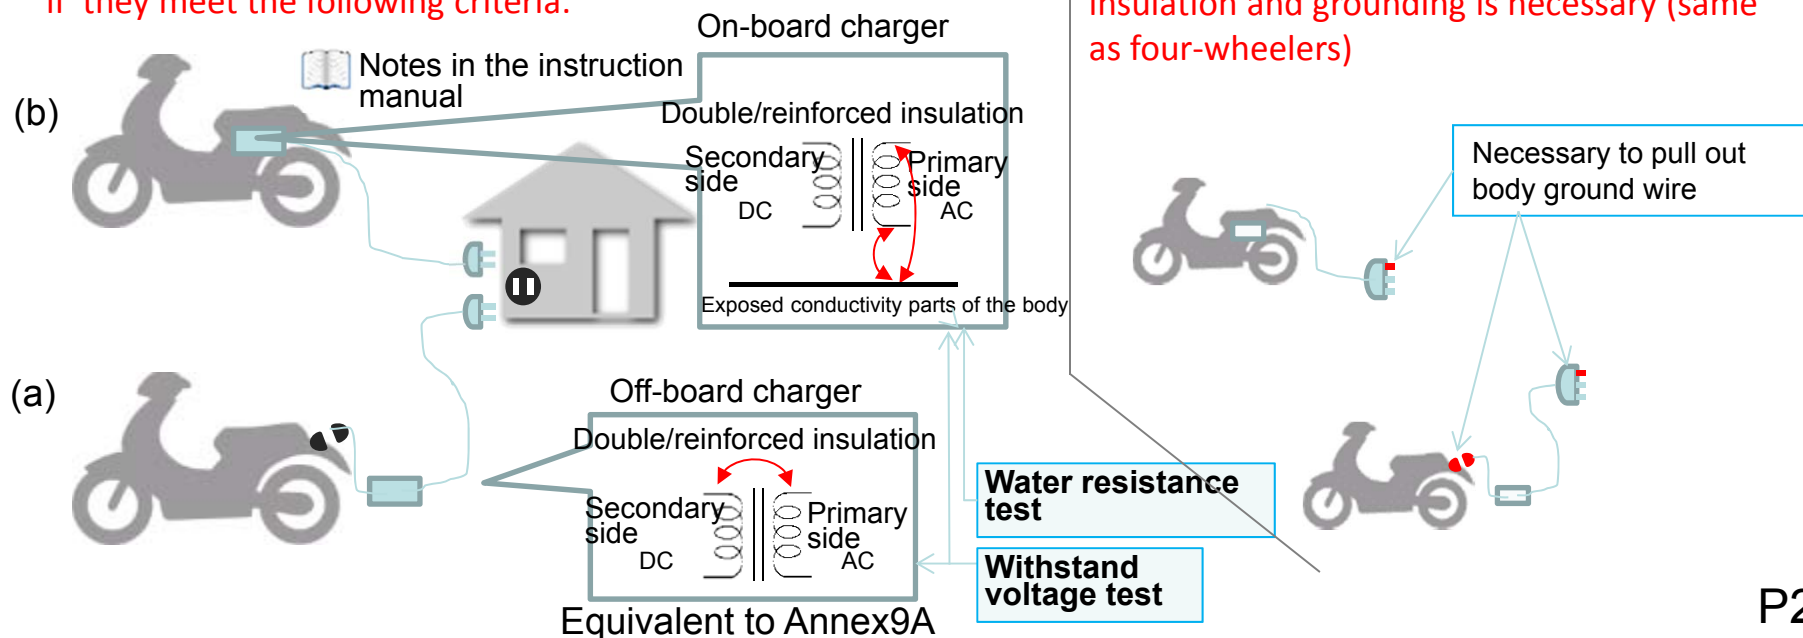 if they meet the following criteria.
insulation and grounding is necessary (same
as four-wheelers)
On-board charger
Notes in the instruction
manual
(b)
Double/reinforced insulation
Secondary
side
DC
Primary
side
AC
Exposed conductivity parts of the body
Necessary to pull out
body ground wire
(a)
Off-board charger
Double/reinforced insulation
Secondary
side
DC
Primary
side
AC
Equivalent to Annex9A
Water resistance
test
Withstand
voltage test
P2